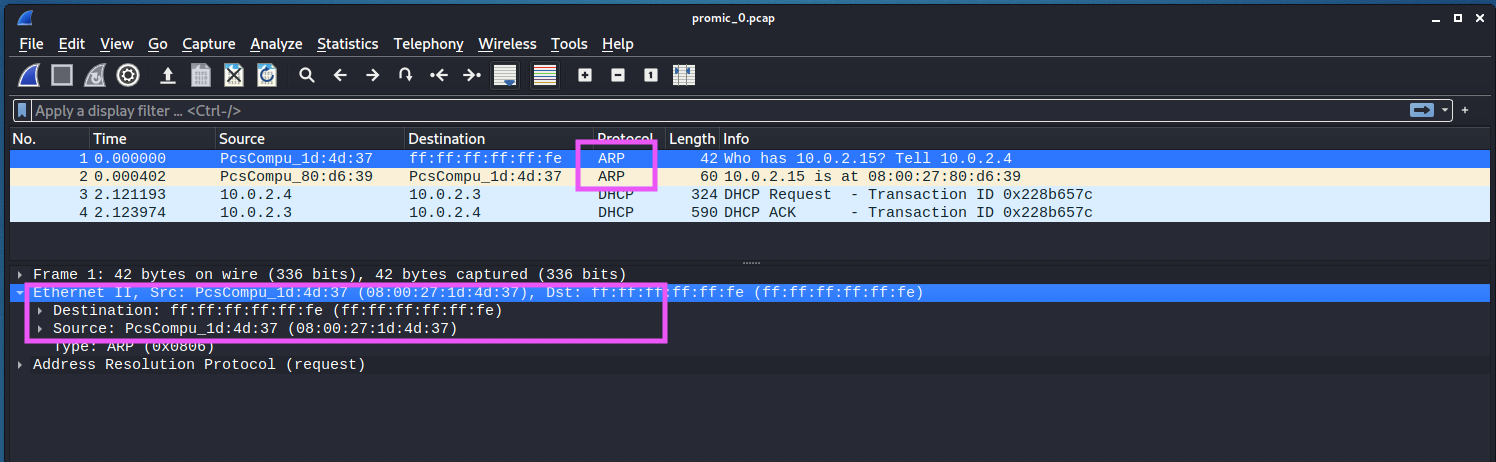 promic_0.pcap
File Edit View Go Capture Analyze Statistics Telephony Wireless Tools Help
Apply a display filter ... <Ctrl-/>
No. Time Source Destination Protocol Length Info
1 0.000000 PcsCompu_1d:4d:37 ff:ff:ff:ff:ff:fe ARP 42 Who has 10.0.2.15? Tell 10.0.2.4
2 0.000402 PcsCompu_80:d6:39 PcsCompu_1d:4d:37 ARP 60 10.0.2.15 is at 08:00:27:80:d6:39
3 2.121193 10.0.2.4 10.0.2.3 DHCP 324 DHCP Request - Transaction ID 0x228b657c
4 2.123974 10.0.2.3 10.0.2.4 DHCP 590 DHCP ACK - Transaction ID 0x228b657c
Frame 1: 42 bytes on wire (336 bits), 42 bytes captured (336 bits)
Ethernet II, Src: PcsCompu_1d:4d:37 (08:00:27:1d:4d:37), Dst: ff:ff:ff:ff:ff:fe (ff:ff:ff:ff:ff:fe)
Destination: ff:ff:ff:ff:ff:fe (ff:ff:ff:ff:ff:fe)
Source: PcsCompu_1d:4d:37 (08:00:27:1d:4d:37)
Type: ARP (0x0806)
Address Resolution Protocol (request)